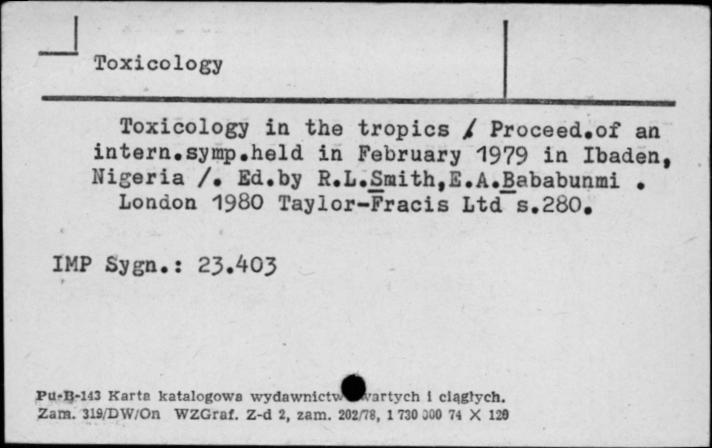 Toxicology
Toxicology in the tropics / Proceed.of an
intern.symp.held in February 1979 in Ibaden,
Nigeria /. Ed.by R.L.Smith,E.A.Bababunmi .
London 1980 Taylor-Fracis Ltd s.280.
IMP Sygn.: 23.403
Pu-B-143 Karta katalogowa wydawnictw wartych i ciągłych.
Zam. 319/DW/On WZGraf. Z-d 2, zam. 202/78, 1 730 000 74 X 120